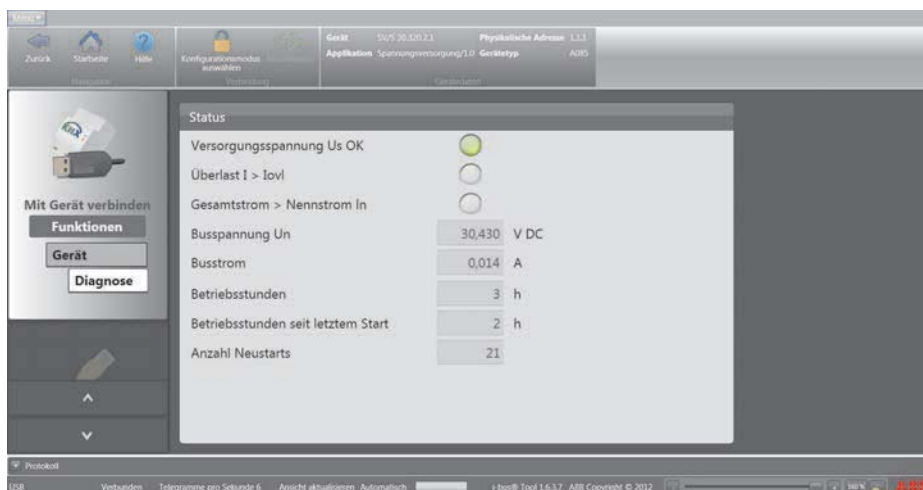 Menü
Zurück Startseite Hilfe
Navigation
Konfigurationsmodus auswählen
Verbindung
Gerät SV/S 30.320.2.1 Physikalische Adresse 1.1.3
Applikation Spannungsversorgung/1.0 Gerätetyp A085
Gerätedaten
Status
Versorgungsspannung Us OK
Überlast I > Iovl
Gesamtstrom > Nennstrom In
Busspannung Un 30,430 V DC
Busstrom 0,014 A
Betriebsstunden 3 h
Betriebsstunden seit letztem Start 2 h
Anzahl Neustarts 21
Mit Gerät verbinden
Funktionen
Gerät
Diagnose
Protokoll
USB Verbunden Telegramme pro Sekunde 6 Ansicht aktualisieren Automatisch i-bus® Tool 1.6.3.7 ABB Copyright © 2012